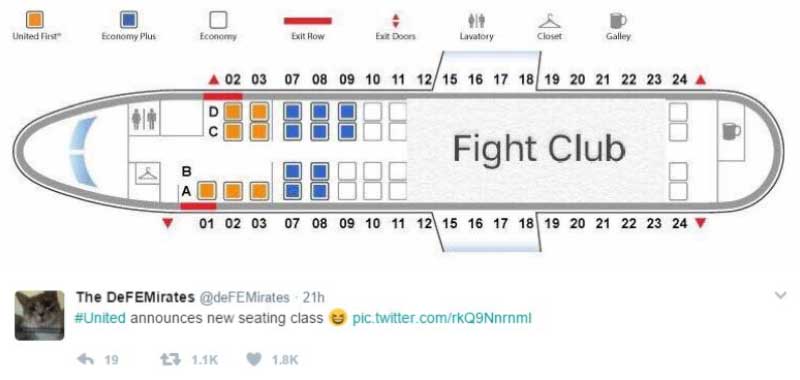 United First® Economy Plus Economy Exit Row Exit Doors Lavatory Closet Galley
02 03 07 08 09 10 11 12 15 16 17 18 19 20 21 22 23 24
D
C
Fight Club
B
A
01 02 03 07 08 09 10 11 12 15 16 17 18 19 20 21 22 23 24
The DeFEMirates @deFEMirates · 21h
#United announces new seating class 😆 pic.twitter.com/rkQ9Nnrnml
19 1.1K 1.8K